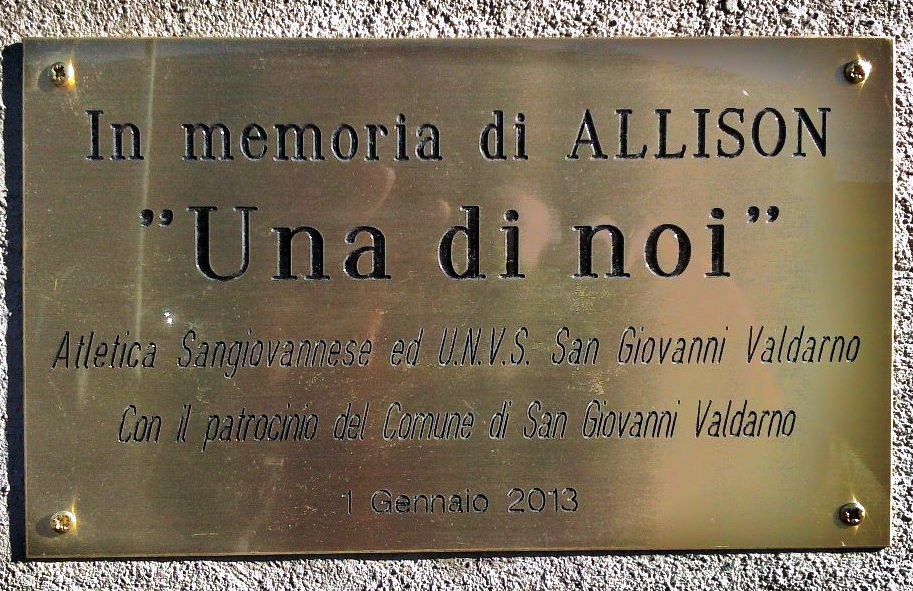 In memoria di ALLISON
"Una di noi"
Atletica Sangiovannese ed U.N.V.S. San Giovanni Valdarno
Con il patrocinio del Comune di San Giovanni Valdarno
1 Gennaio 2013